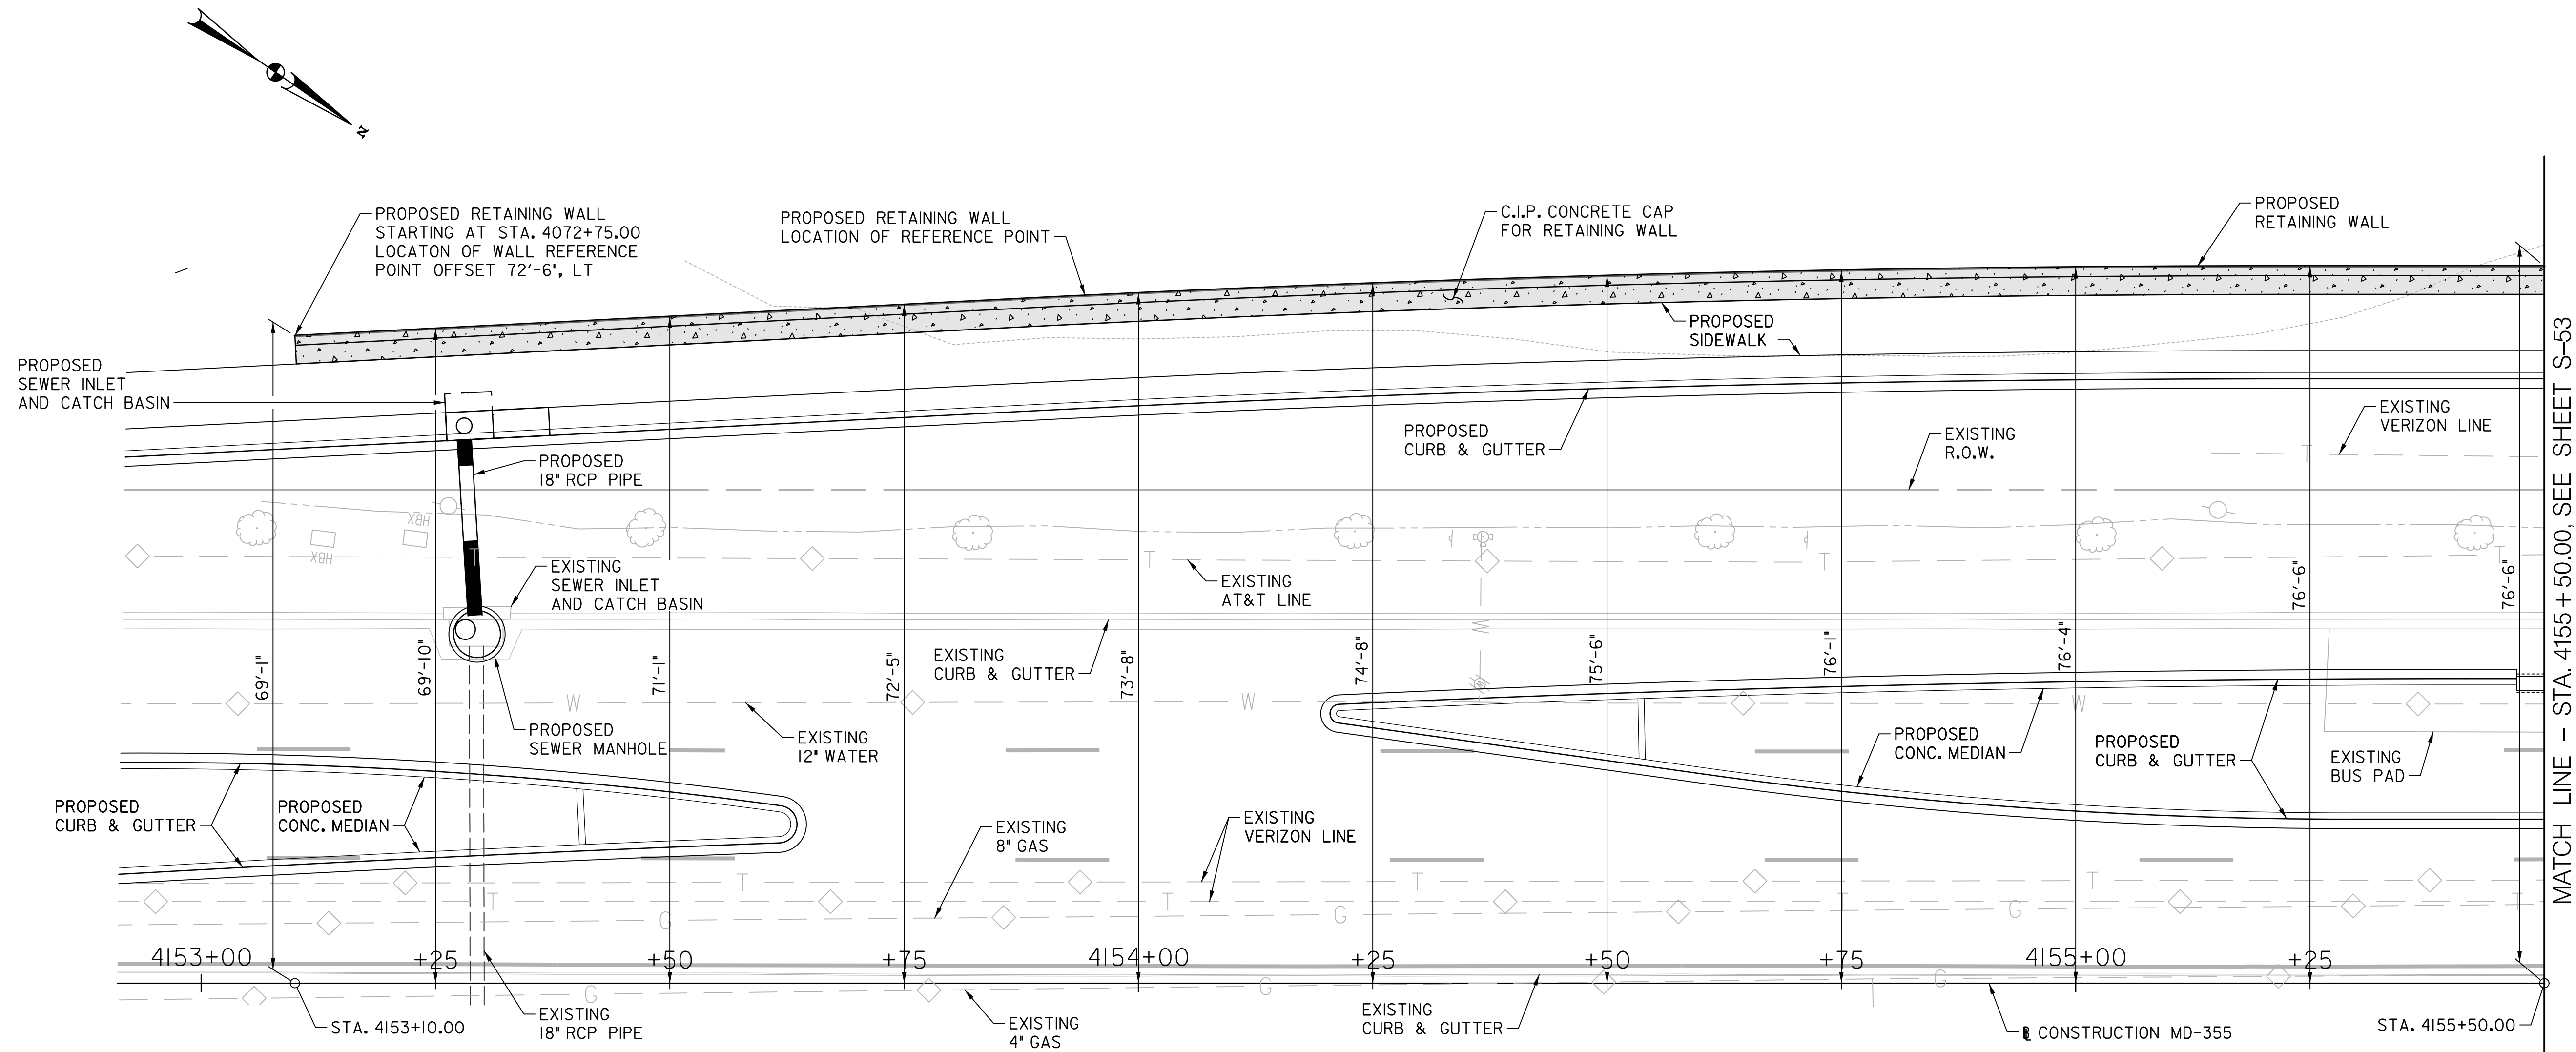 N
PROPOSED RETAINING WALL
STARTING AT STA. 4072+75.00
LOCATON OF WALL REFERENCE
POINT OFFSET 72'-6", LT
PROPOSED RETAINING WALL
LOCATION OF REFERENCE POINT
C.I.P. CONCRETE CAP
FOR RETAINING WALL
PROPOSED
RETAINING WALL
PROPOSED
SIDEWALK
PROPOSED
SEWER INLET
AND CATCH BASIN
PROPOSED
CURB & GUTTER
EXISTING
R.O.W.
EXISTING
VERIZON LINE
T
PROPOSED
18" RCP PIPE
HBX
HBX
T
T
T
T
EXISTING
SEWER INLET
AND CATCH BASIN
EXISTING
AT&T LINE
W
69'-1"
69'-10"
71'-1"
72'-5"
73'-8"
74'-8"
75'-6"
76'-1"
76'-4"
76'-6"
76'-6"
EXISTING
CURB & GUTTER
W
W
W
PROPOSED
SEWER MANHOLE
EXISTING
12" WATER
PROPOSED
CONC. MEDIAN
PROPOSED
CURB & GUTTER
EXISTING
BUS PAD
PROPOSED
CURB & GUTTER
PROPOSED
CONC. MEDIAN
EXISTING
8" GAS
EXISTING
VERIZON LINE
T
T
T
T
T
T
T
G
G
G
4153+00
+25
+50
+75
4154+00
+25
+50
+75
4155+00
+25
G
G
G
STA. 4153+10.00
EXISTING
18" RCP PIPE
EXISTING
4" GAS
EXISTING
CURB & GUTTER
BL CONSTRUCTION MD-355
STA. 4155+50.00
MATCH LINE - STA. 4155+50.00, SEE SHEET S-53